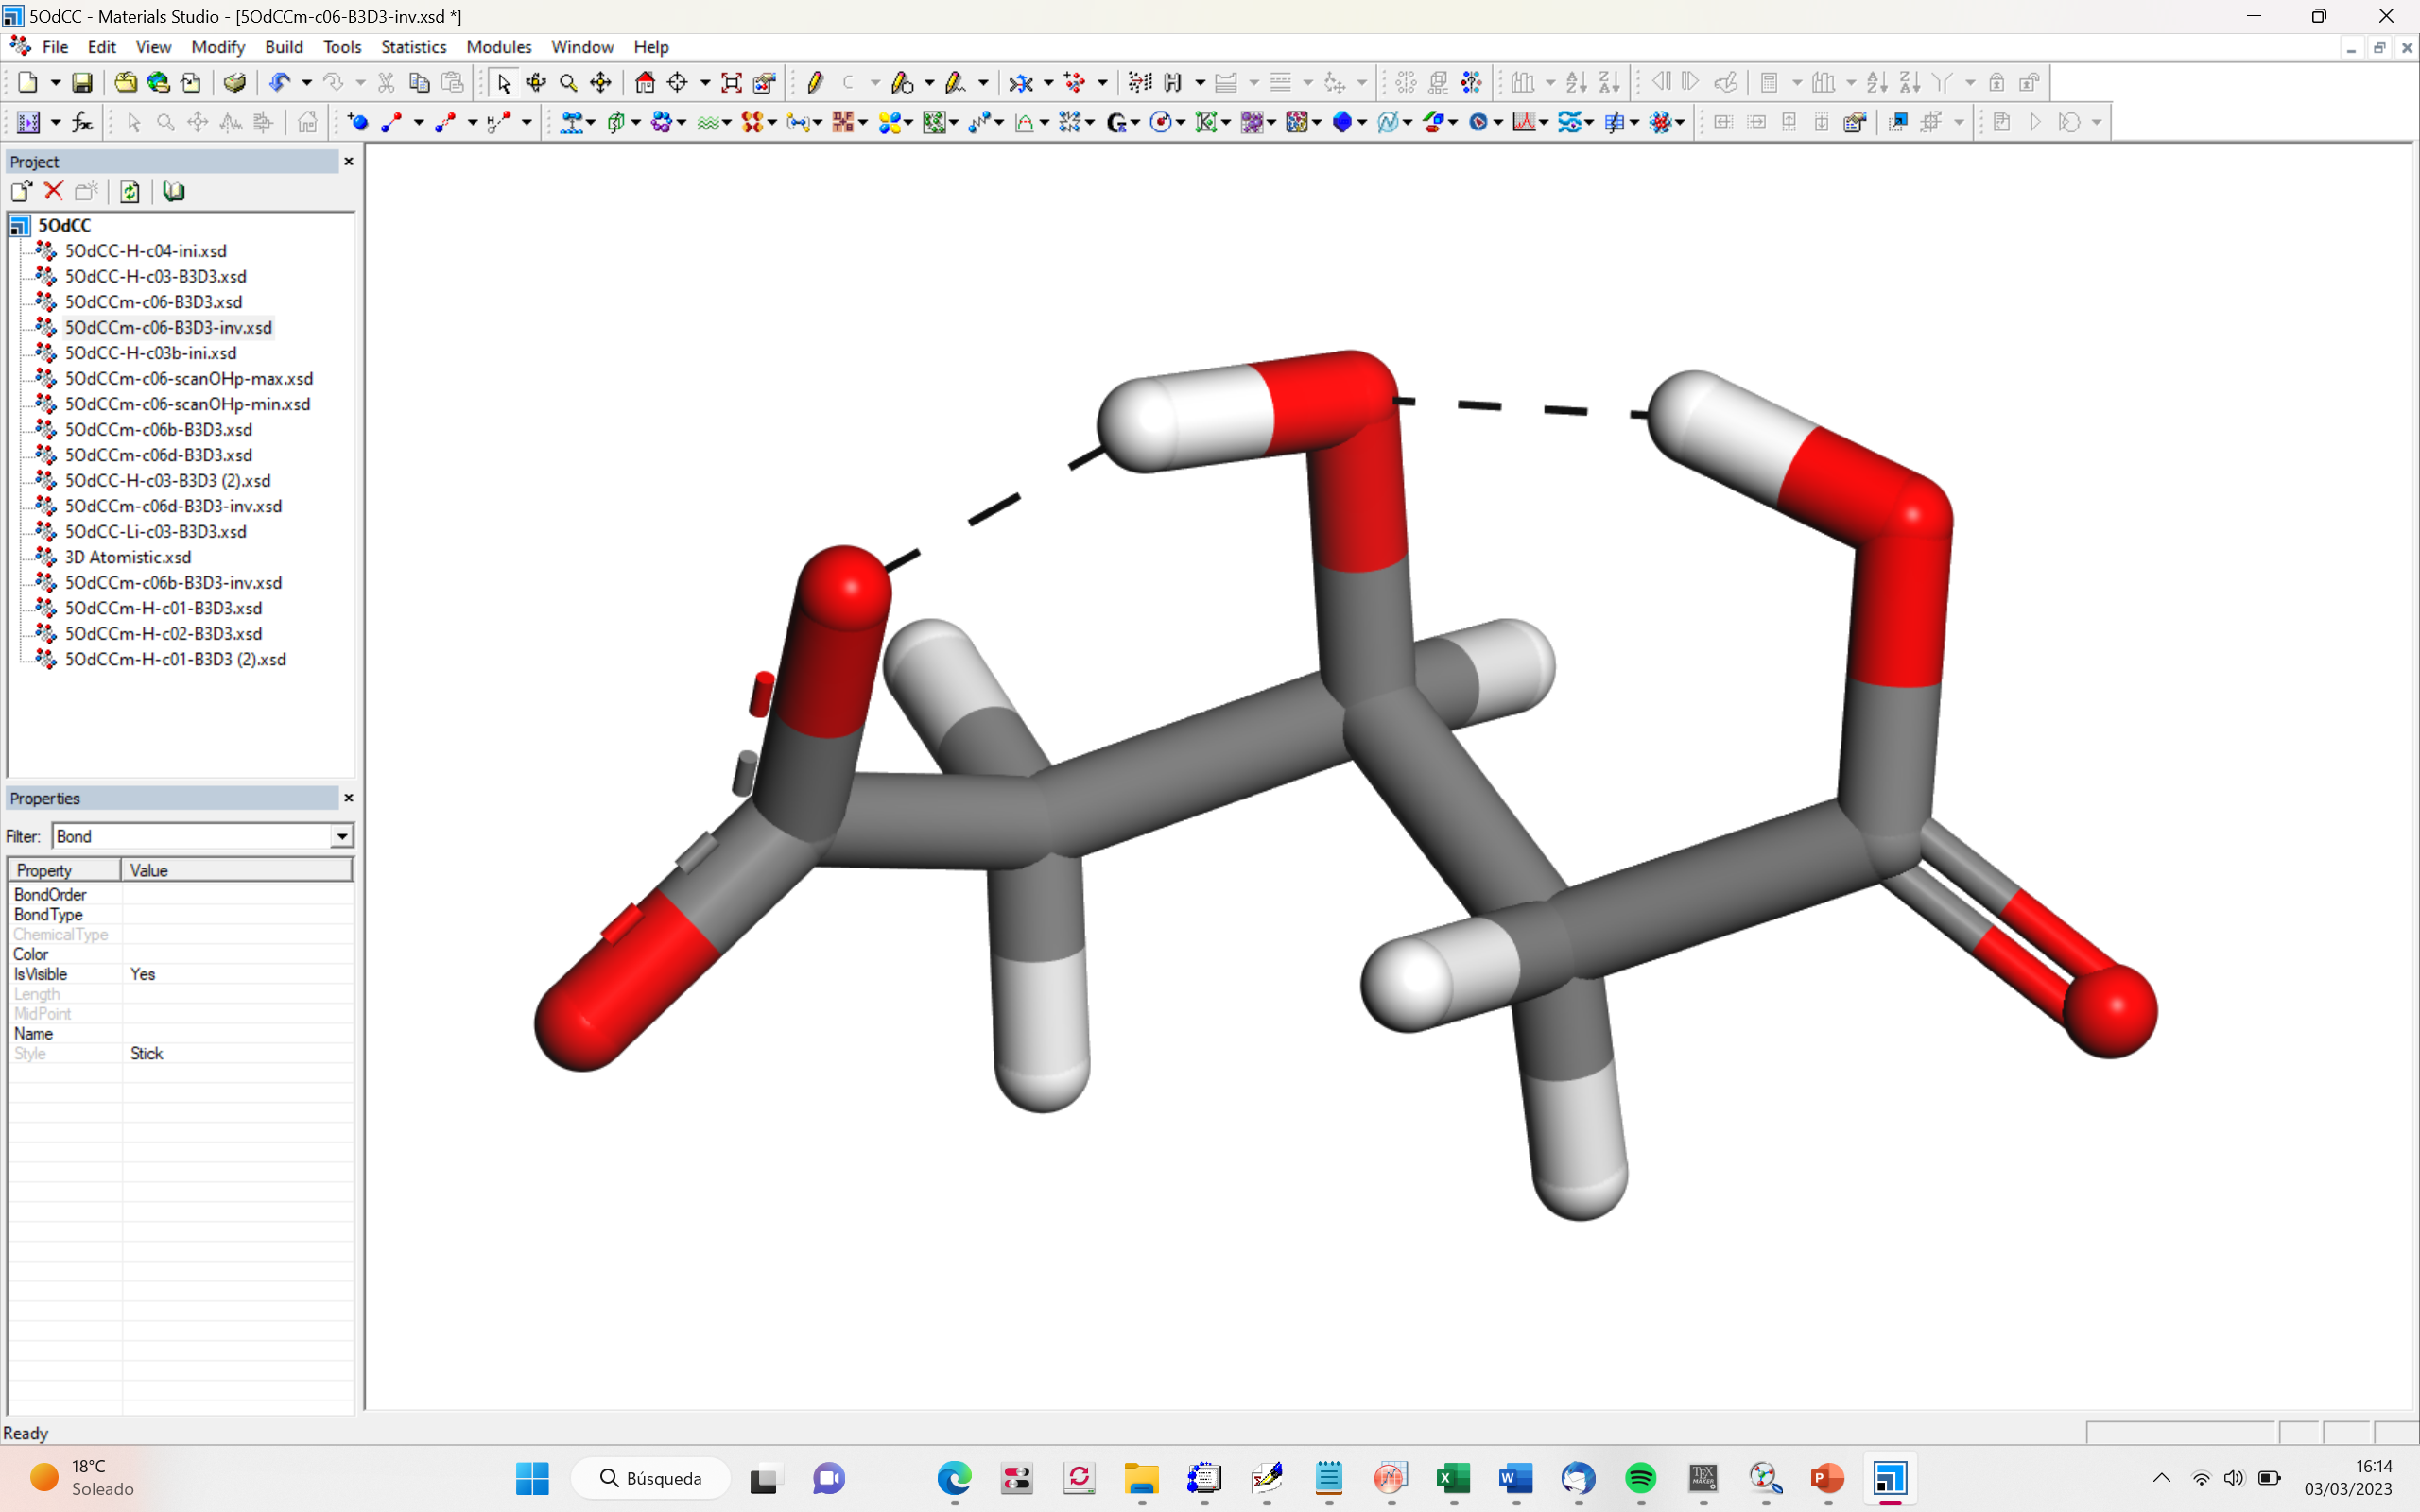 5OdCC - Materials Studio - [5OdCCm-c06-B3D3-inv.xsd *]
File Edit View Modify Build Tools Statistics Modules Window Help
Project
5OdCC
5OdCC-H-c04-ini.xsd
5OdCC-H-c03-B3D3.xsd
5OdCCm-c06-B3D3.xsd
5OdCCm-c06-B3D3-inv.xsd
5OdCC-H-c03b-ini.xsd
5OdCCm-c06-scanOHp-max.xsd
5OdCCm-c06-scanOHp-min.xsd
5OdCCm-c06b-B3D3.xsd
5OdCCm-c06d-B3D3.xsd
5OdCC-H-c03-B3D3 (2).xsd
5OdCCm-c06d-B3D3-inv.xsd
5OdCC-Li-c03-B3D3.xsd
3D Atomistic.xsd
5OdCCm-c06b-B3D3-inv.xsd
5OdCCm-H-c01-B3D3.xsd
5OdCCm-H-c02-B3D3.xsd
5OdCCm-H-c01-B3D3 (2).xsd
Properties
Filter: Bond
Property Value
BondOrder
BondType
ChemicalType
Color
IsVisible Yes
Length
MidPoint
Name
Style Stick
Ready
18°C
Soleado
Búsqueda
16:14
03/03/2023